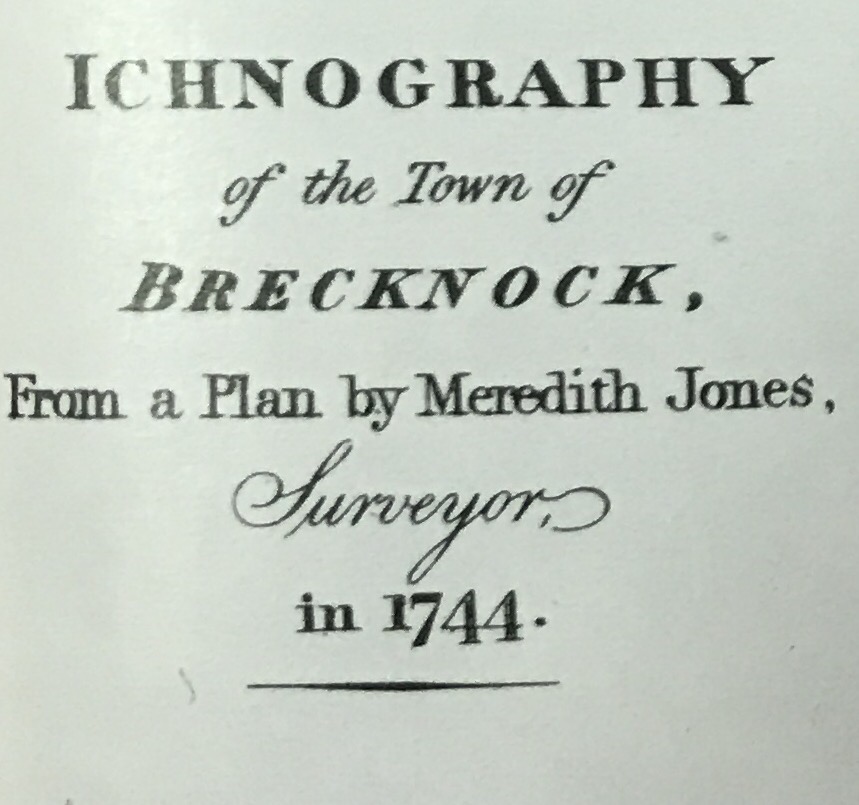 ICHNOGRAPHY
of the Town of
BRECKNOCK,
From a Plan by Meredith Jones,
Surveyor,
in 1744.